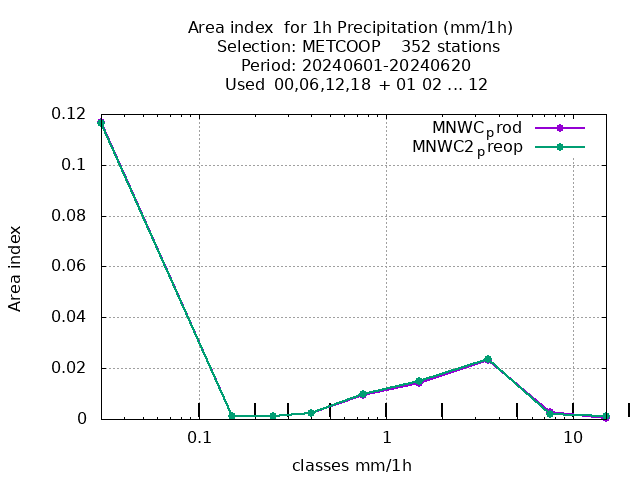 Area index  for 1h Precipitation (mm/1h)
Selection: METCOOP    352 stations
Period: 20240601-20240620
Used  00,06,12,18 + 01 02 ... 12
MNWCprod
MNWC2preop
0.12
0.1
0.08
0.06
0.04
0.02
0
Area index
0.1 1 10
classes mm/1h